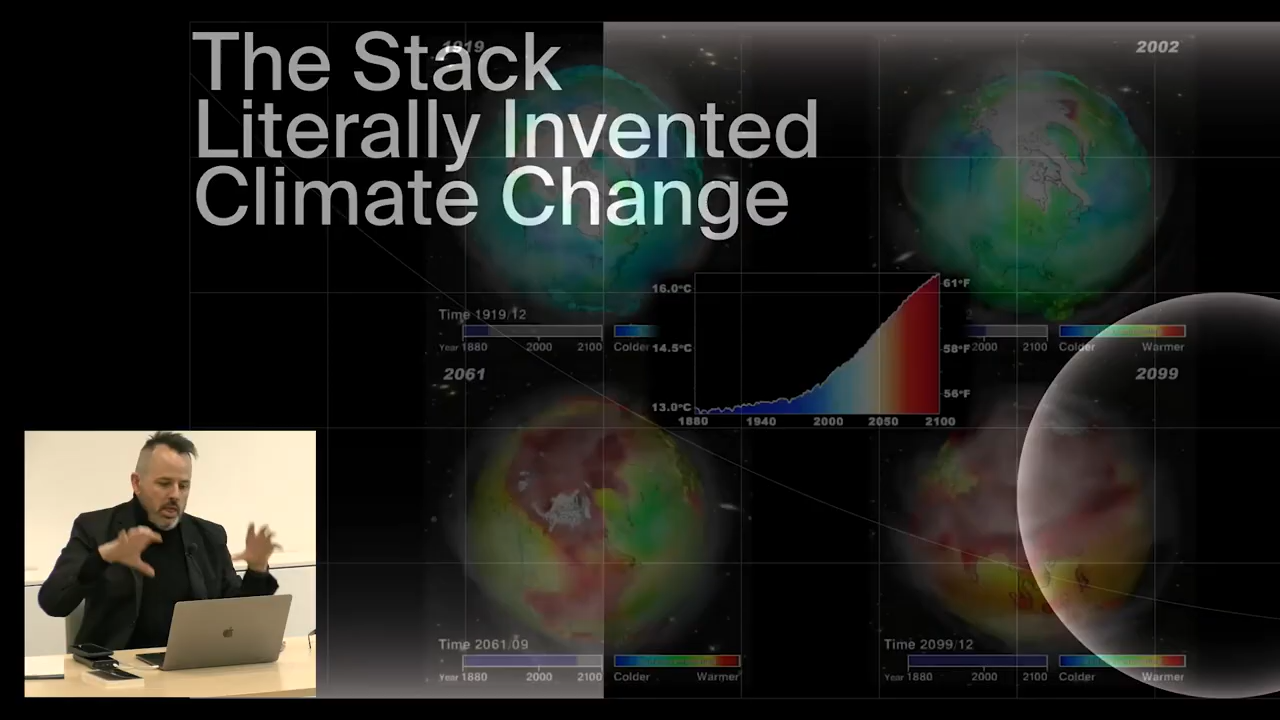 The Stack
Literally Invented
Climate Change
1919
2002
Time 1919/12
Year 1880
2000
2100
Colder
16.0°C
14.5°C
13.0°C
61°F
58°F
56°F
1880
1940
2000
2050
2100
2000
2100
Colder
Warmer
2061
2099
Time 2061/09
Year 1880
2000
2100
Colder
Warmer
Time 2099/12
Year 1880
2000
2100
Colder
Warmer